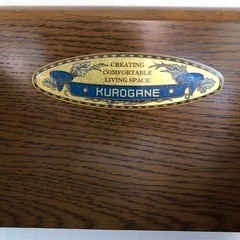 CREATING
COMFORTABLE
LIVING SPACE
KUROGANE